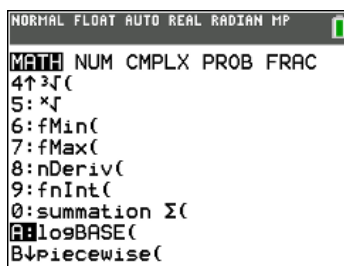 NORMAL FLOAT AUTO REAL RADIAN MP
MATH NUM CMPLX PROB FRAC
4↑³√(
5:ˣ√
6:fMin(
7:fMax(
8:nDeriv(
9:fnInt(
0:summation Σ(
A:logBASE(
B↓piecewise(